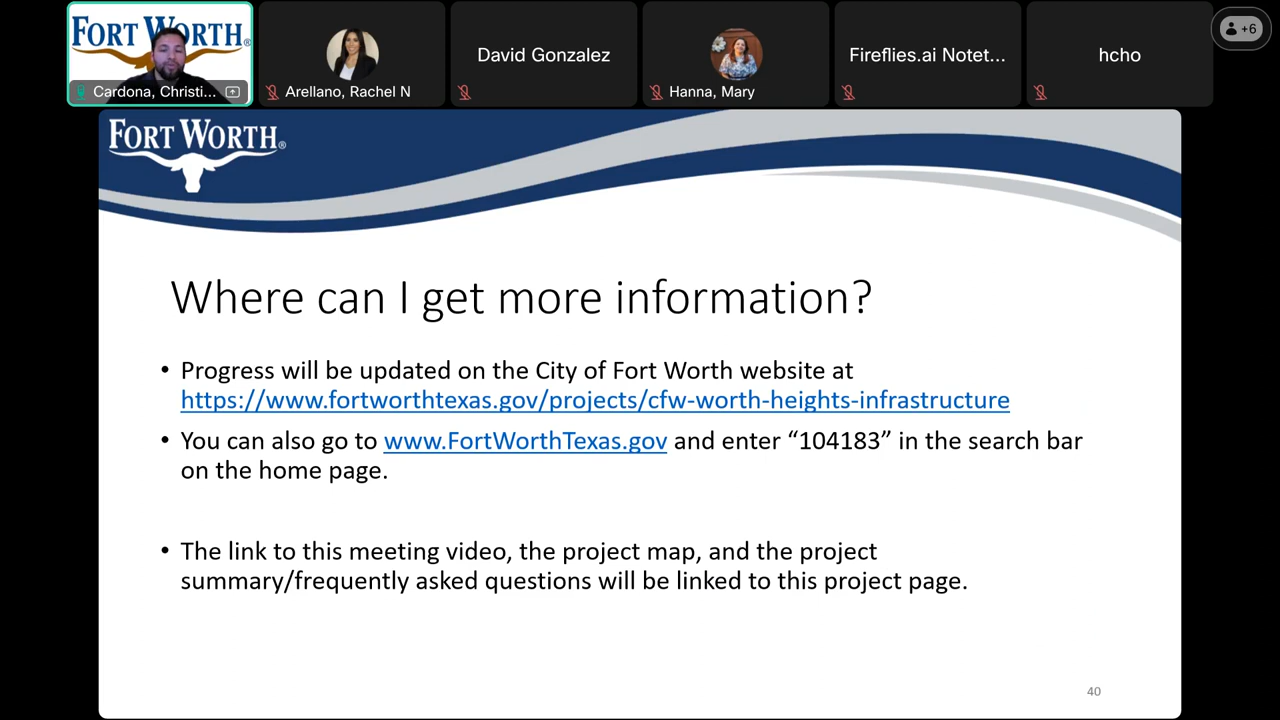 FORT WORTH®
Cardona, Christi...
Arellano, Rachel N
David Gonzalez
Hanna, Mary
Fireflies.ai Notet...
hcho
+6
FORT WORTH®
Where can I get more information?
• Progress will be updated on the City of Fort Worth website at
https://www.fortworthtexas.gov/projects/cfw-worth-heights-infrastructure
• You can also go to www.FortWorthTexas.gov and enter “104183” in the search bar
on the home page.
• The link to this meeting video, the project map, and the project
summary/frequently asked questions will be linked to this project page.
40